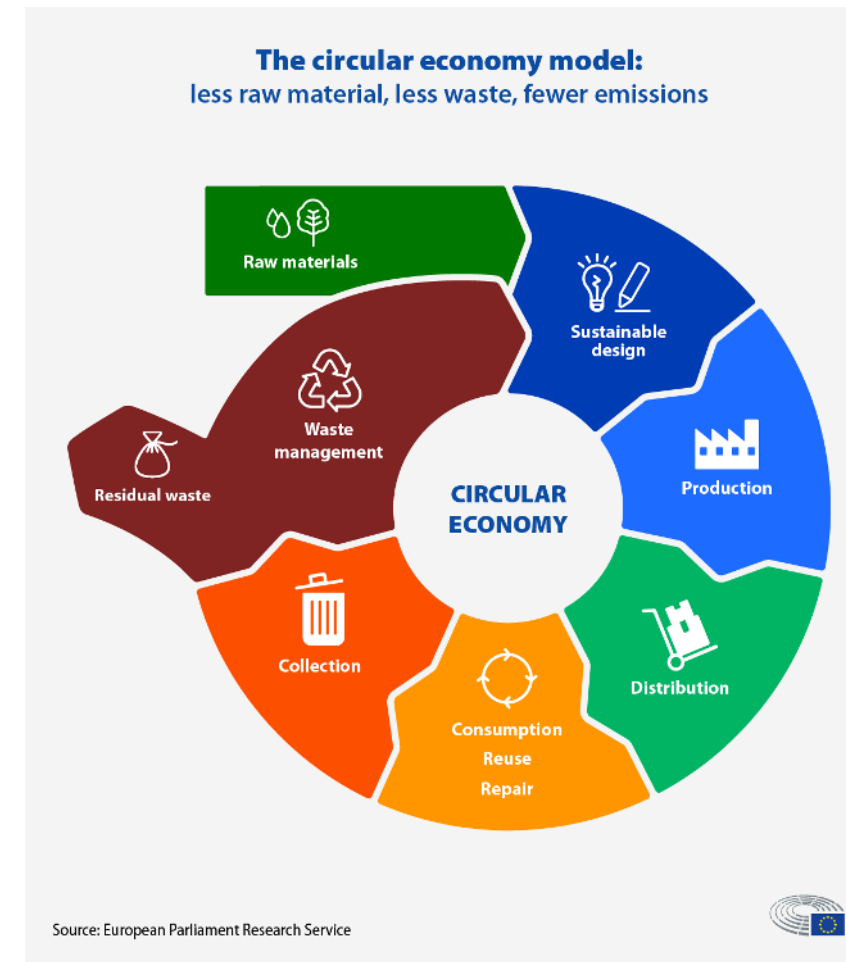 The circular economy model:
less raw material, less waste, fewer emissions
Raw materials
Sustainable
design
Production
Distribution
Consumption
Reuse
Repair
Collection
Waste
management
Residual waste
CIRCULAR
ECONOMY
Source: European Parliament Research Service